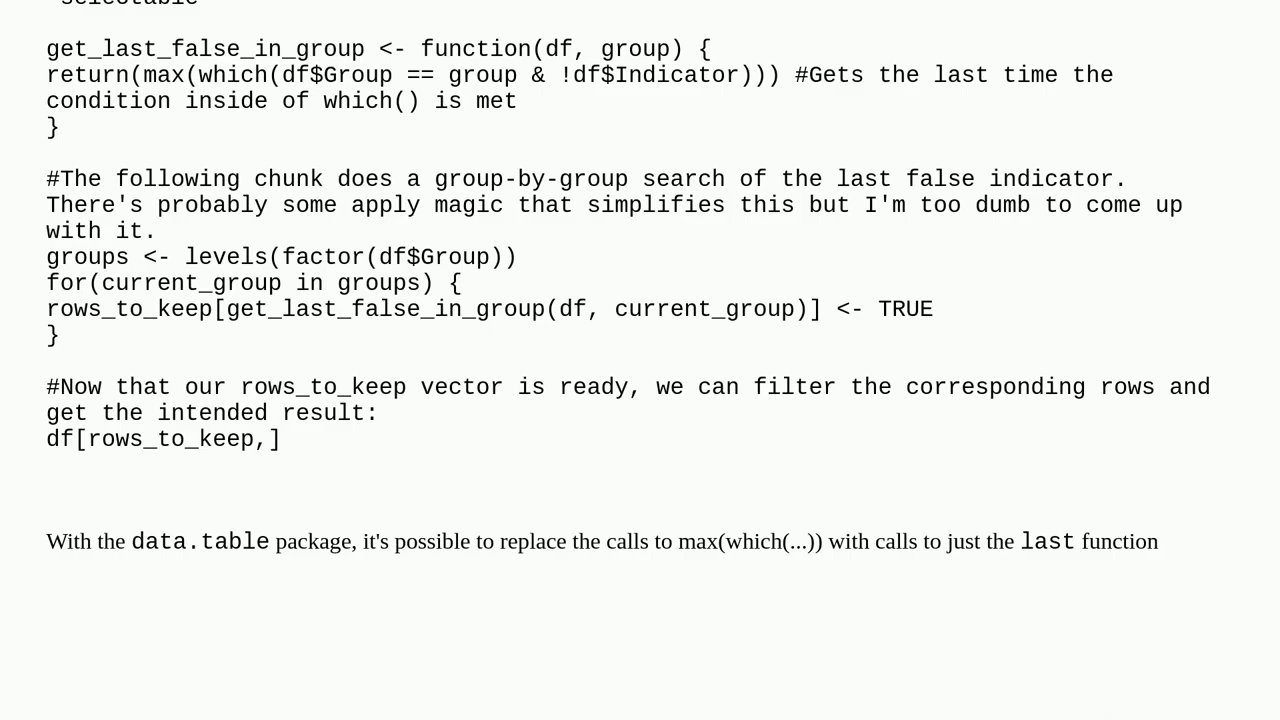 selectable
get_last_false_in_group <- function(df, group) {
return(max(which(df$Group == group & !df$Indicator))) #Gets the last time the
condition inside of which() is met
}
#The following chunk does a group-by-group search of the last false indicator.
There's probably some apply magic that simplifies this but I'm too dumb to come up
with it.
groups <- levels(factor(df$Group))
for(current_group in groups) {
rows_to_keep[get_last_false_in_group(df, current_group)] <- TRUE
}
#Now that our rows_to_keep vector is ready, we can filter the corresponding rows and
get the intended result:
df[rows_to_keep,]
With the data.table package, it's possible to replace the calls to max(which(...)) with calls to just the last function